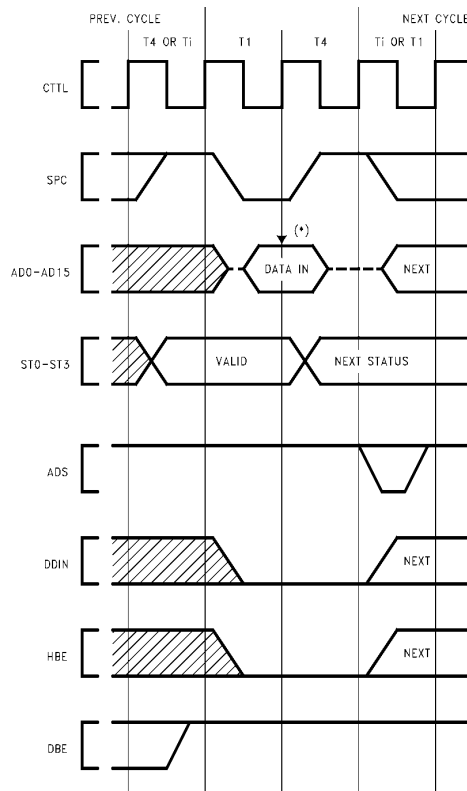 PREV. CYCLE
NEXT CYCLE
T4 OR Ti
T1
T4
Ti OR T1
CTTL
SPC
(*)
AD0-AD15
DATA IN
NEXT
ST0-ST3
VALID
NEXT STATUS
ADS
DDIN
NEXT
HBE
NEXT
DBE